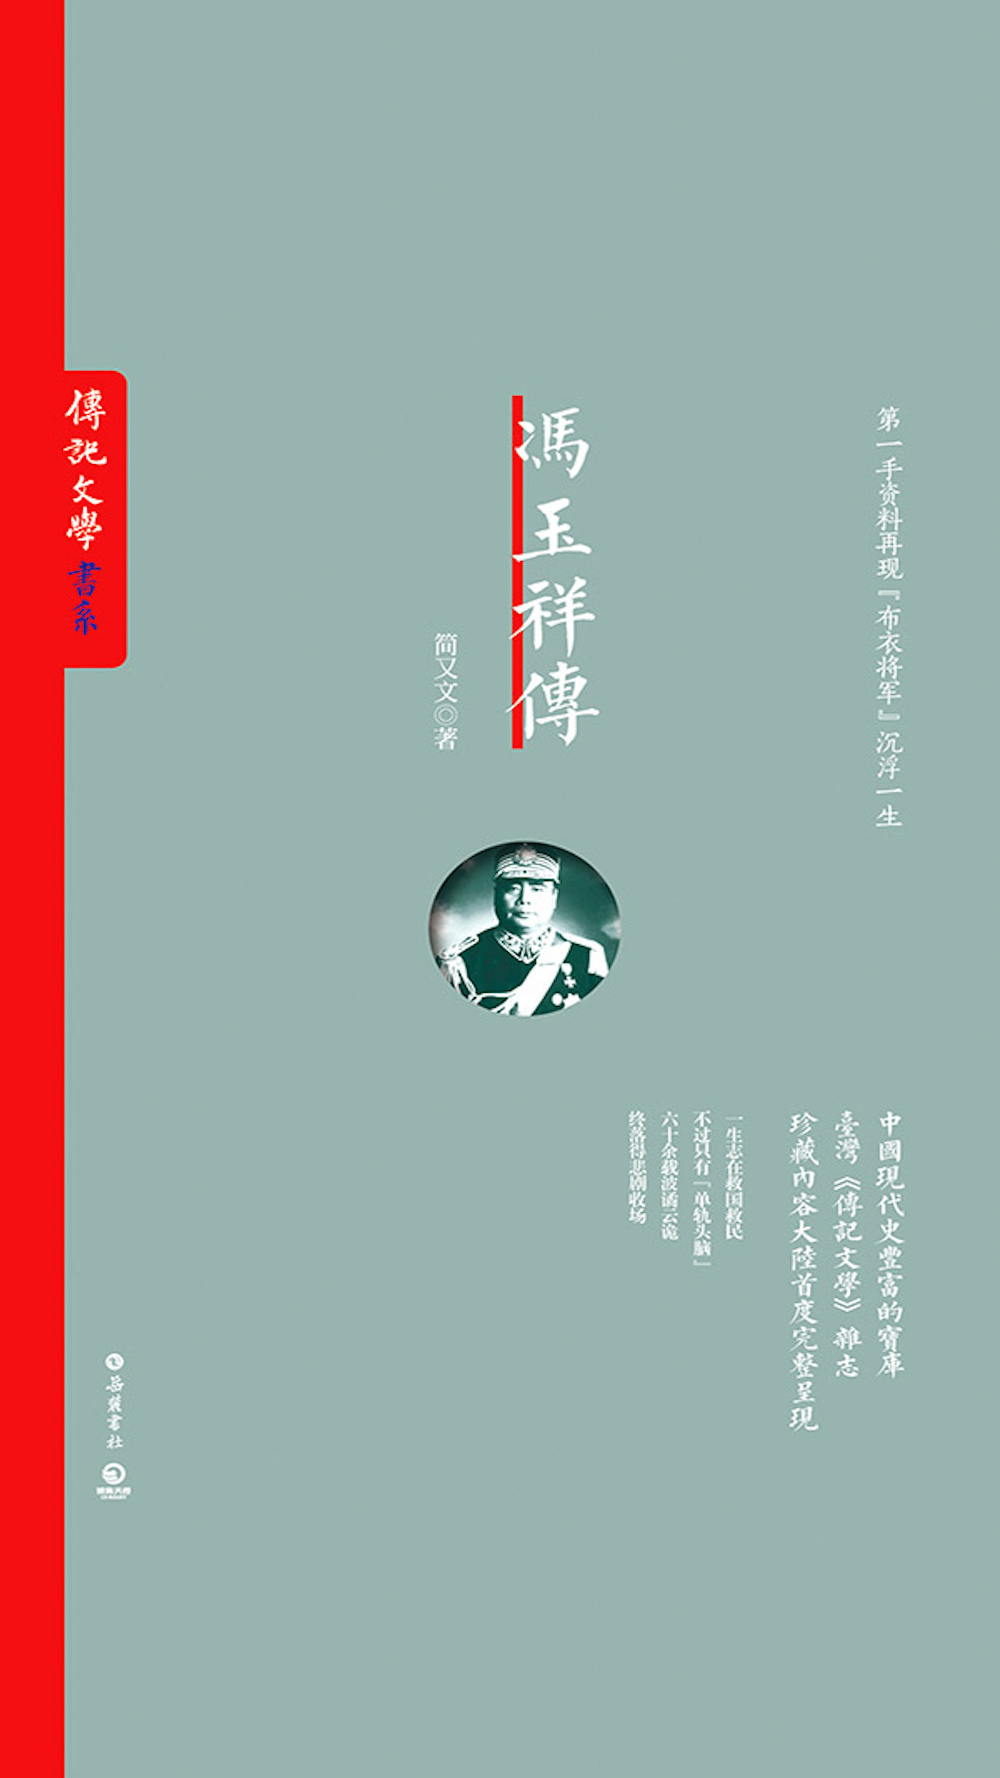 第一手资料再现『布衣将军』沉浮一生
馮玉祥傳
简又文◎著
傳記文學
書系
中國現代史豐富的寶庫
臺灣《傳記文學》雜志
珍藏內容大陸首度完整呈現
一生志在救国救民
不过只有「单轨头脑」
六十余载波谲云诡
终落得悲剧收场
岳麓書社